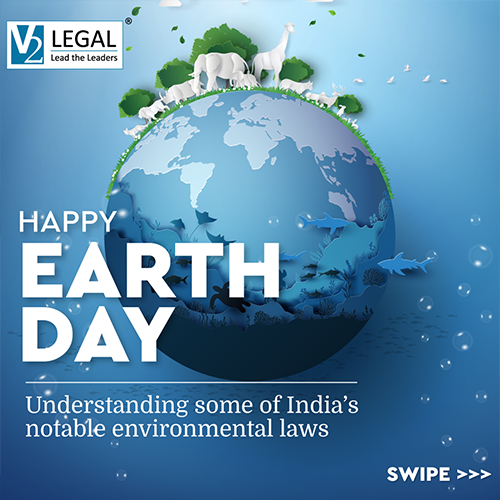 V2 LEGAL ®
Lead the Leaders
HAPPY
EARTH
DAY
Understanding some of India's
notable environmental laws
SWIPE >>>